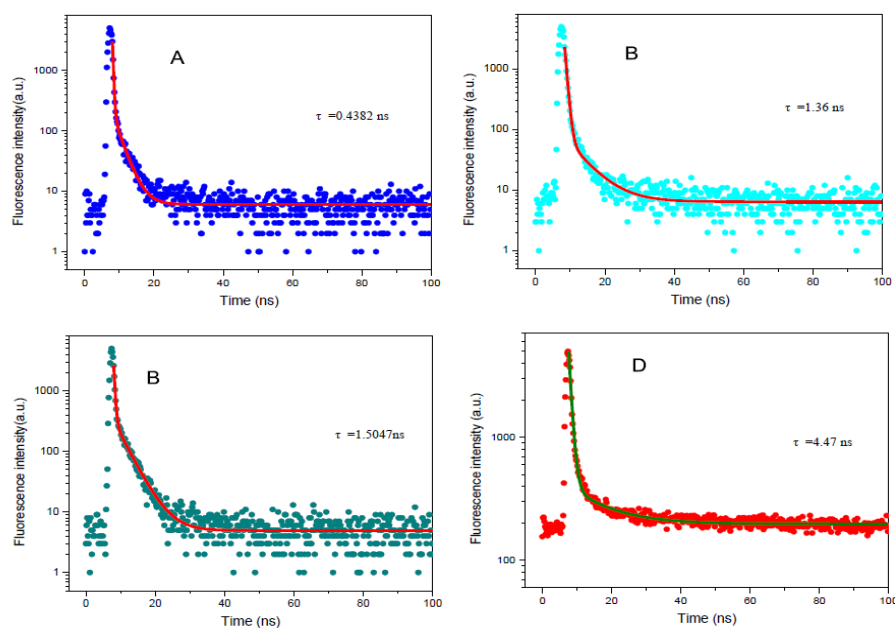 A
τ =0.4382 ns
Fluorescence intensity(a.u.)
1000
100
10
1
0 20 40 60 80 100
Time (ns)
B
τ =1.36 ns
Fluorescence intensity (a.u.)
1000
100
10
1
0 20 40 60 80 100
Time (ns)
B
τ =1.5047ns
Fluorescence intensity(a.u.)
1000
100
10
1
0 20 40 60 80 100
Time (ns)
D
τ =4.47 ns
Fluorescence intensity (a.u.)
1000
100
0 20 40 60 80 100
Time (ns)